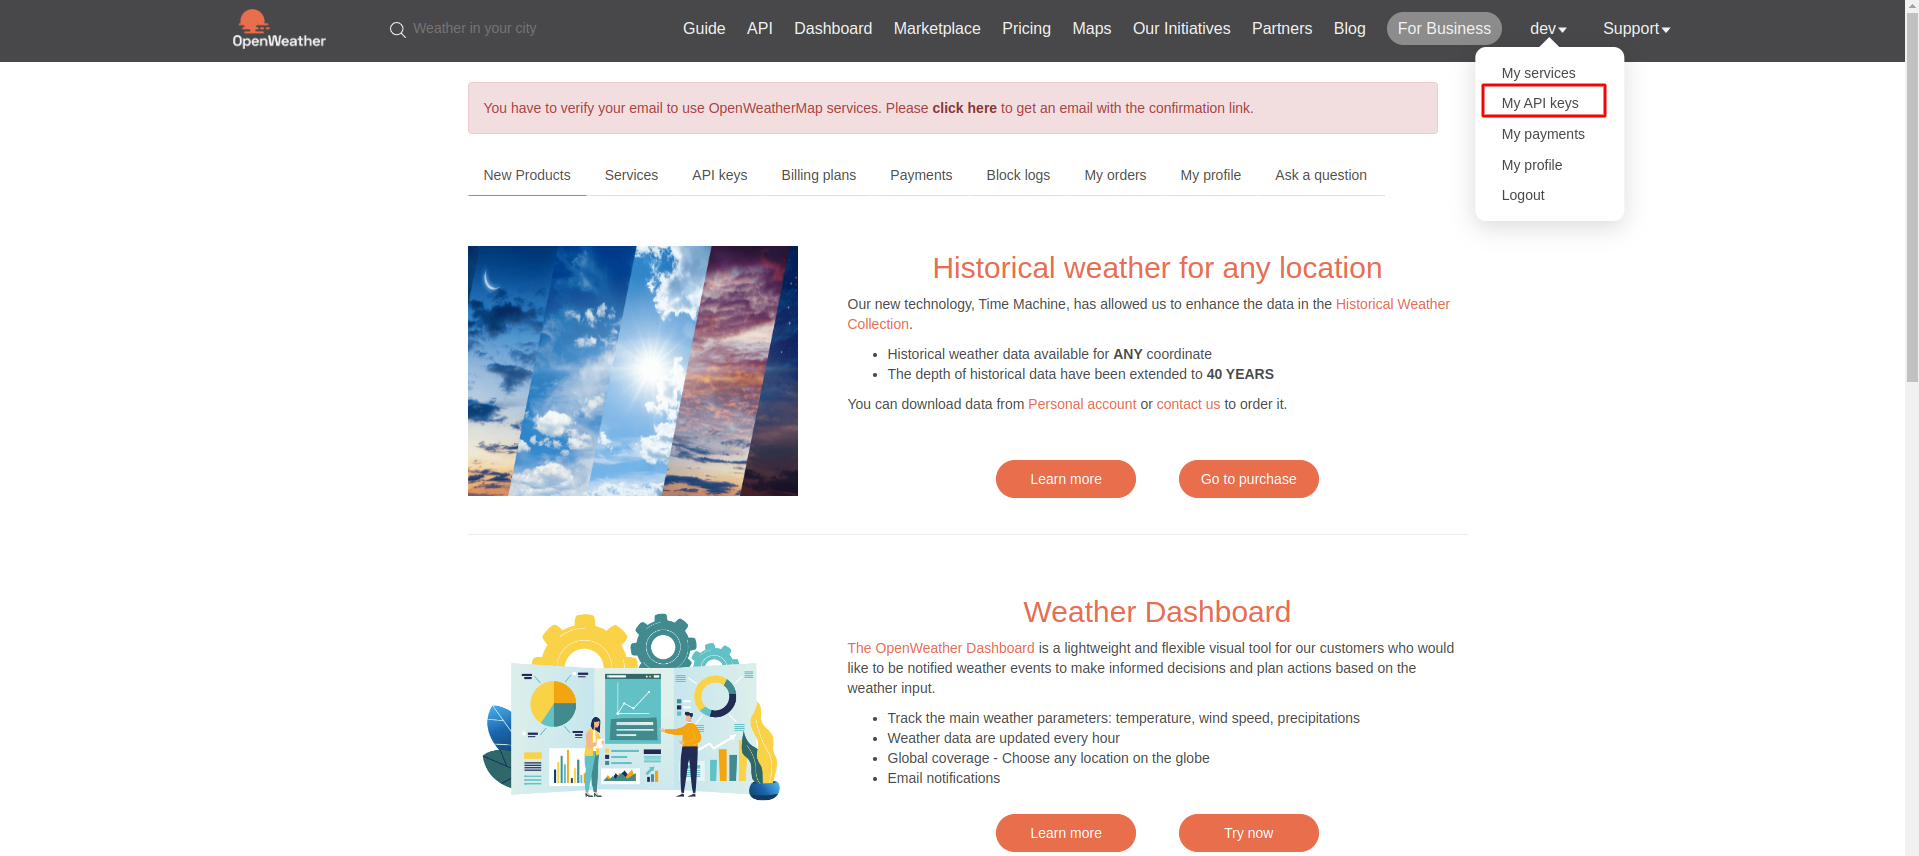 OpenWeather
Weather in your city
Guide
API
Dashboard
Marketplace
Pricing
Maps
Our Initiatives
Partners
Blog
For Business
dev
Support
My services
My API keys
My payments
My profile
Logout
You have to verify your email to use OpenWeatherMap services. Please click here to get an email with the confirmation link.
New Products
Services
API keys
Billing plans
Payments
Block logs
My orders
My profile
Ask a question
Historical weather for any location
Our new technology, Time Machine, has allowed us to enhance the data in the Historical Weather
Collection.
• Historical weather data available for ANY coordinate
• The depth of historical data have been extended to 40 YEARS
You can download data from Personal account or contact us to order it.
Learn more
Go to purchase
Weather Dashboard
The OpenWeather Dashboard is a lightweight and flexible visual tool for our customers who would
like to be notified weather events to make informed decisions and plan actions based on the
weather input.
• Track the main weather parameters: temperature, wind speed, precipitations
• Weather data are updated every hour
• Global coverage - Choose any location on the globe
• Email notifications
Learn more
Try now